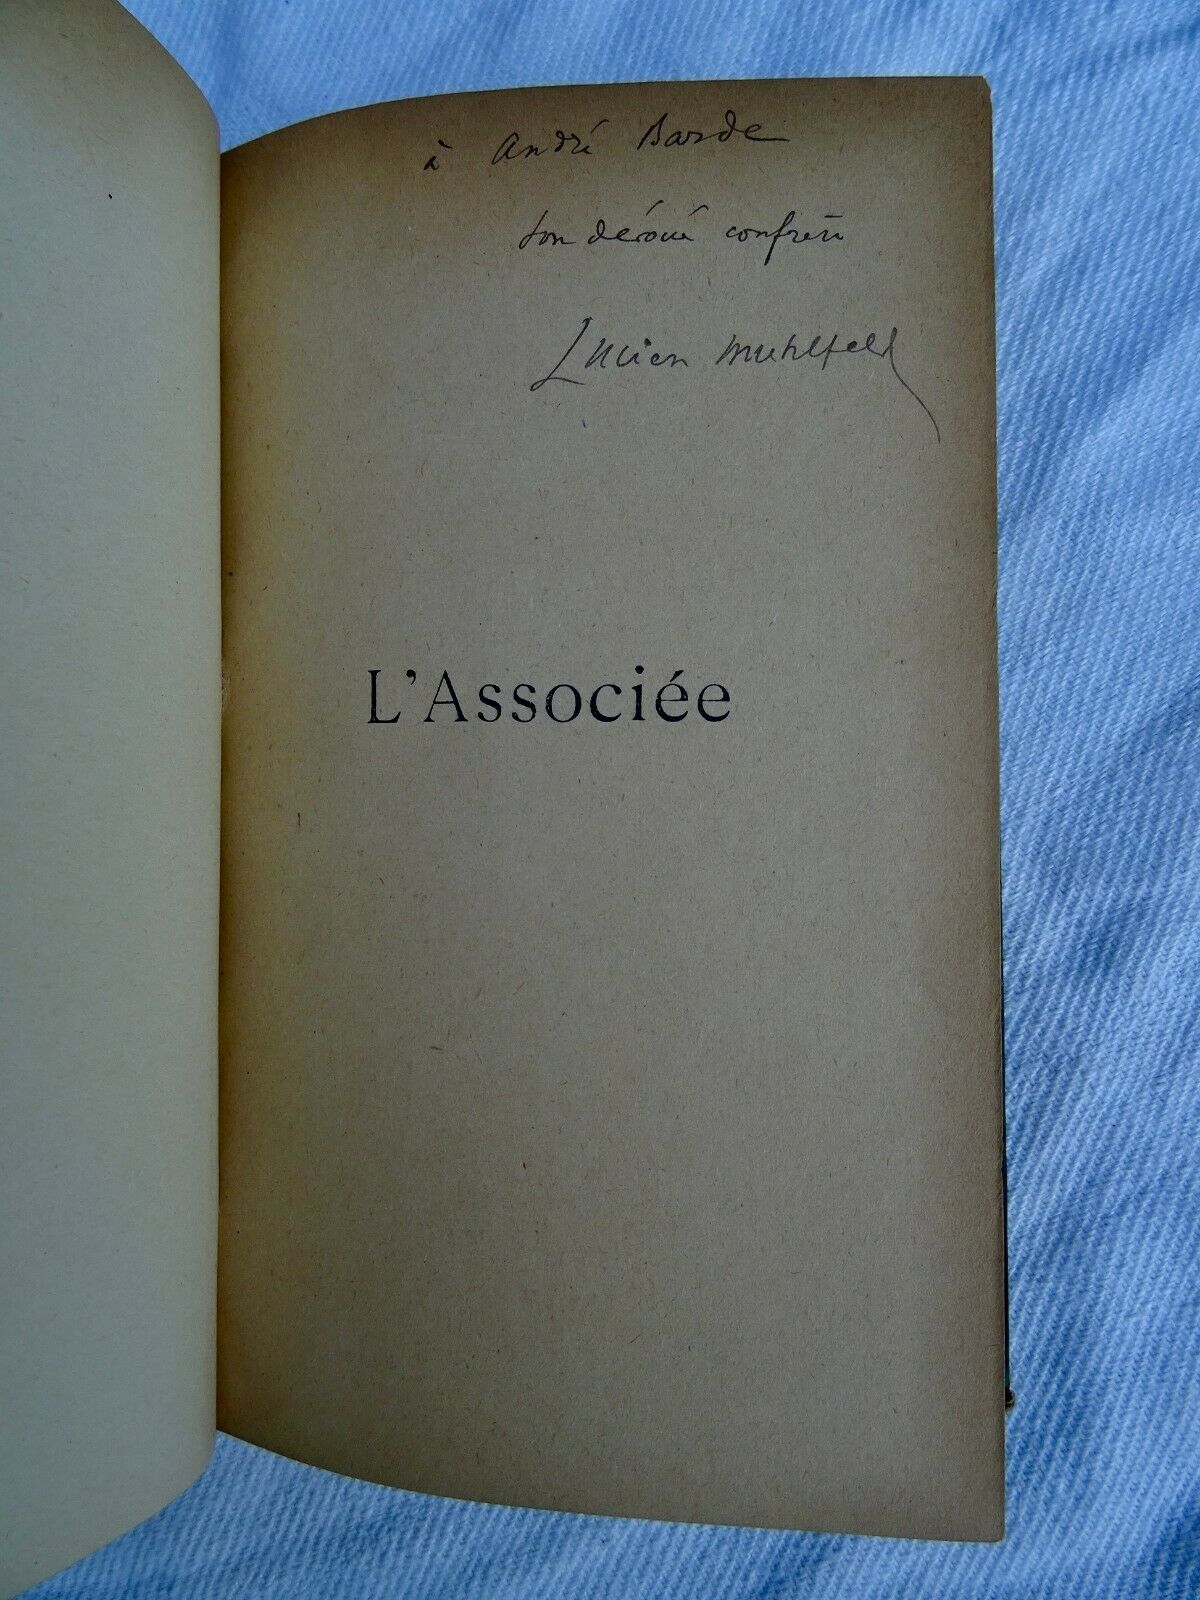 à André Barde
son dévoué confrère
Lucien Muhlfeld
L'Associée